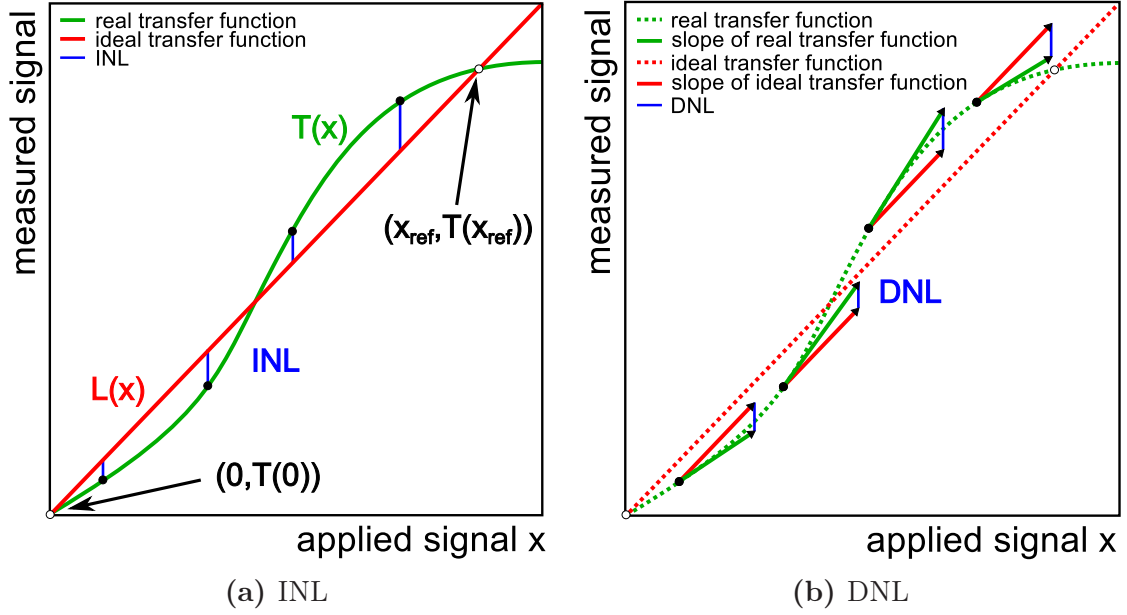 real transfer function
ideal transfer function
INL
measured signal
T(x)
(x_ref,T(x_ref))
INL
L(x)
(0,T(0))
applied signal x
(a) INL
real transfer function
slope of real transfer function
ideal transfer function
slope of ideal transfer function
DNL
measured signal
DNL
applied signal x
(b) DNL